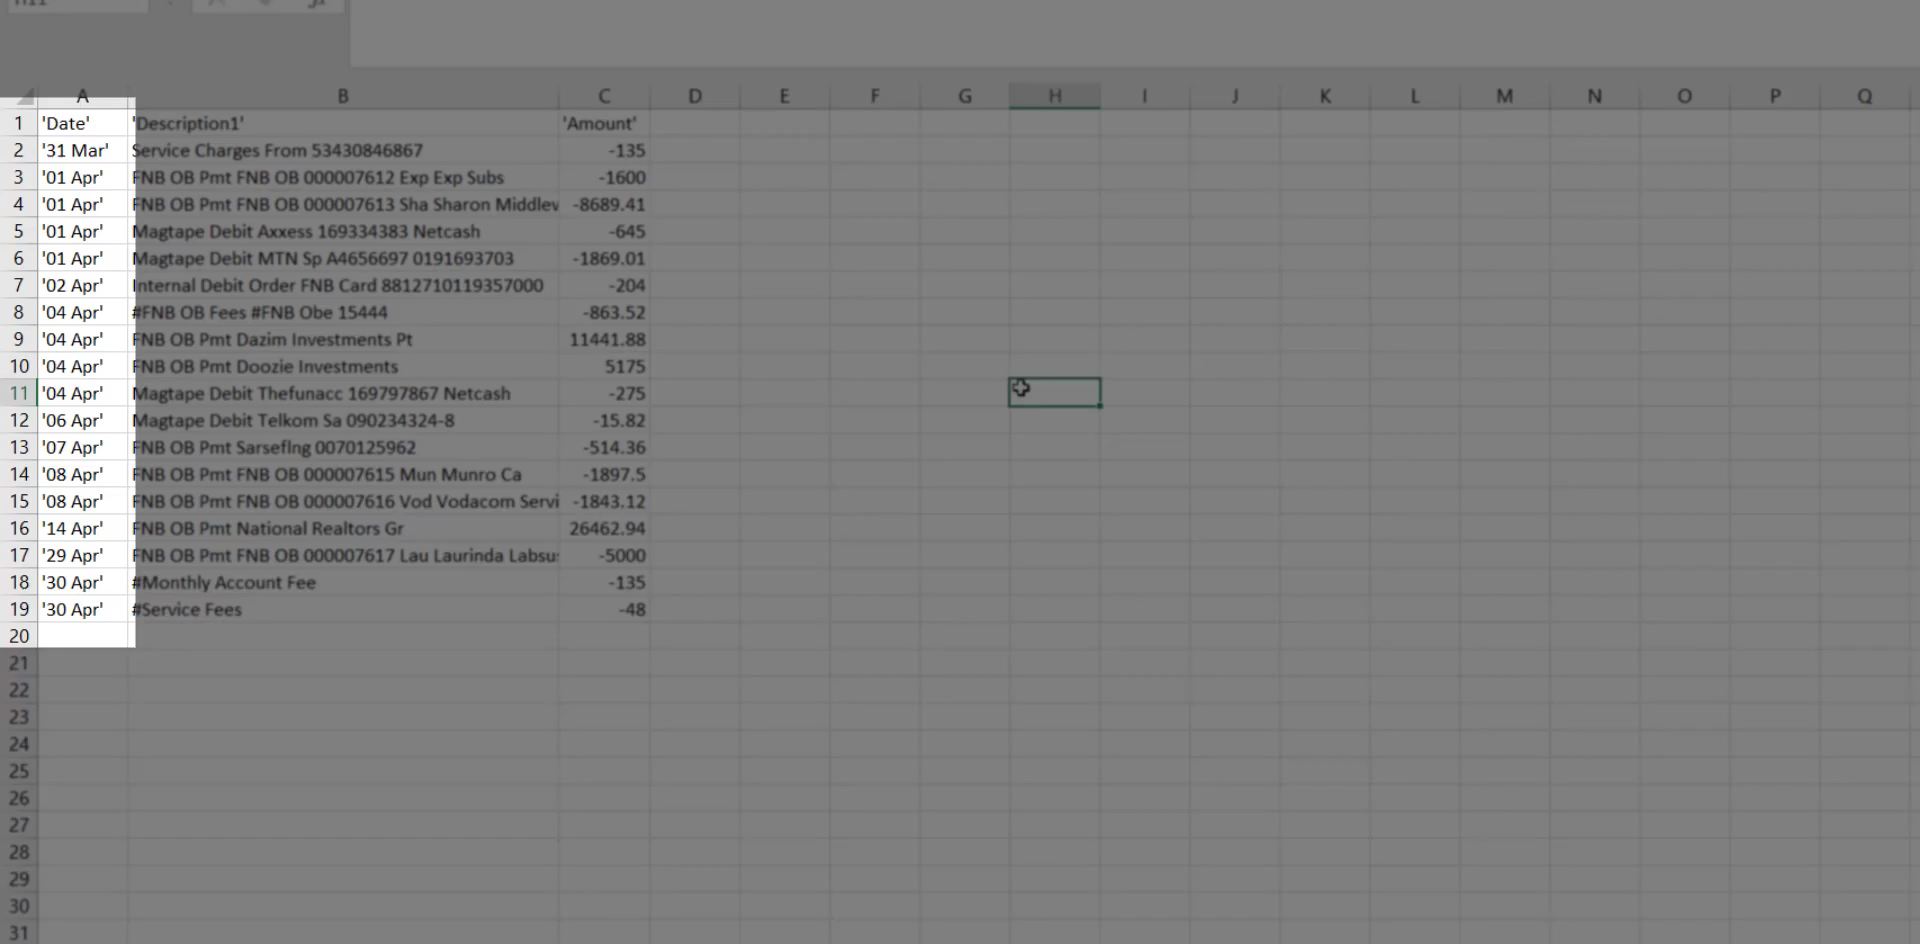 A B C D E F G H I J K L M N O P Q
1 'Date' 'Description1' 'Amount'
2 '31 Mar' Service Charges From 53430846867 -135
3 '01 Apr' FNB OB Pmt FNB OB 000007612 Exp Exp Subs -1600
4 '01 Apr' FNB OB Pmt FNB OB 000007613 Sha Sharon -8689.41
5 '01 Apr' Magtape Debit Axxess 169334383 Netcash -645
6 '01 Apr' Magtape Debit MTN Sp A4656697 0191693703 -1869.01
7 '02 Apr' Internal Debit Order FNB Card 8812710119357000 -204
8 '04 Apr' #FNB OB Fees #FNB Obe 15444 -863.52
9 '04 Apr' FNB OB Pmt Dazim Investments Pt 11441.88
10 '04 Apr' FNB OB Pmt Doozie Investments 5175
11 '04 Apr' Magtape Debit Thefunacc 169797867 Netcash -275
12 '06 Apr' Magtape Debit Telkom Sa 090234324-8 -15.82
13 '07 Apr' FNB OB Pmt Sarseflng 0070125962 -514.36
14 '08 Apr' FNB OB Pmt FNB OB 000007615 Mun Munro Ca -1897.5
15 '08 Apr' FNB OB Pmt FNB OB 000007616 Vod Vodacom Servi -1843.12
16 '14 Apr' FNB OB Pmt National Realtors Gr 26462.94
17 '29 Apr' FNB OB Pmt FNB OB 000007617 Lau Laurinda -5000
18 '30 Apr' #Monthly Account Fee -135
19 '30 Apr' #Service Fees -48
20
21
22
23
24
25
26
27
28
29
30
31